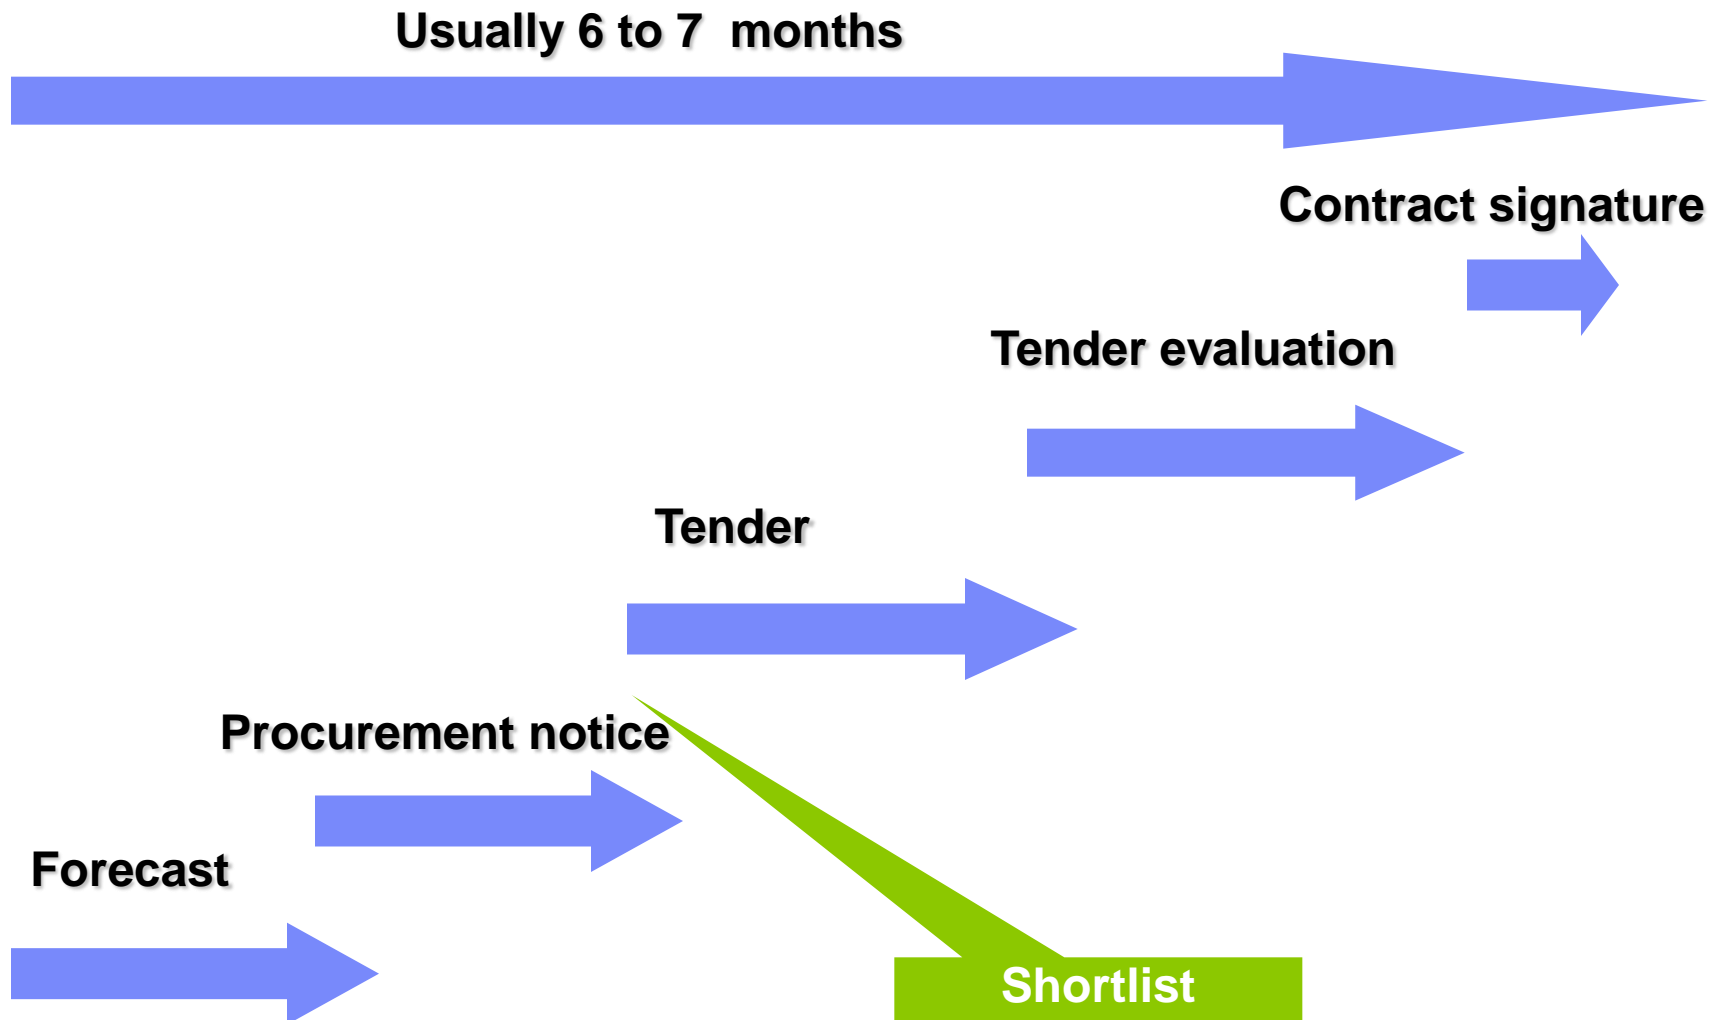 Usually 6 to 7 months
Contract signature
Tender evaluation
Tender
Procurement notice
Forecast
Shortlist